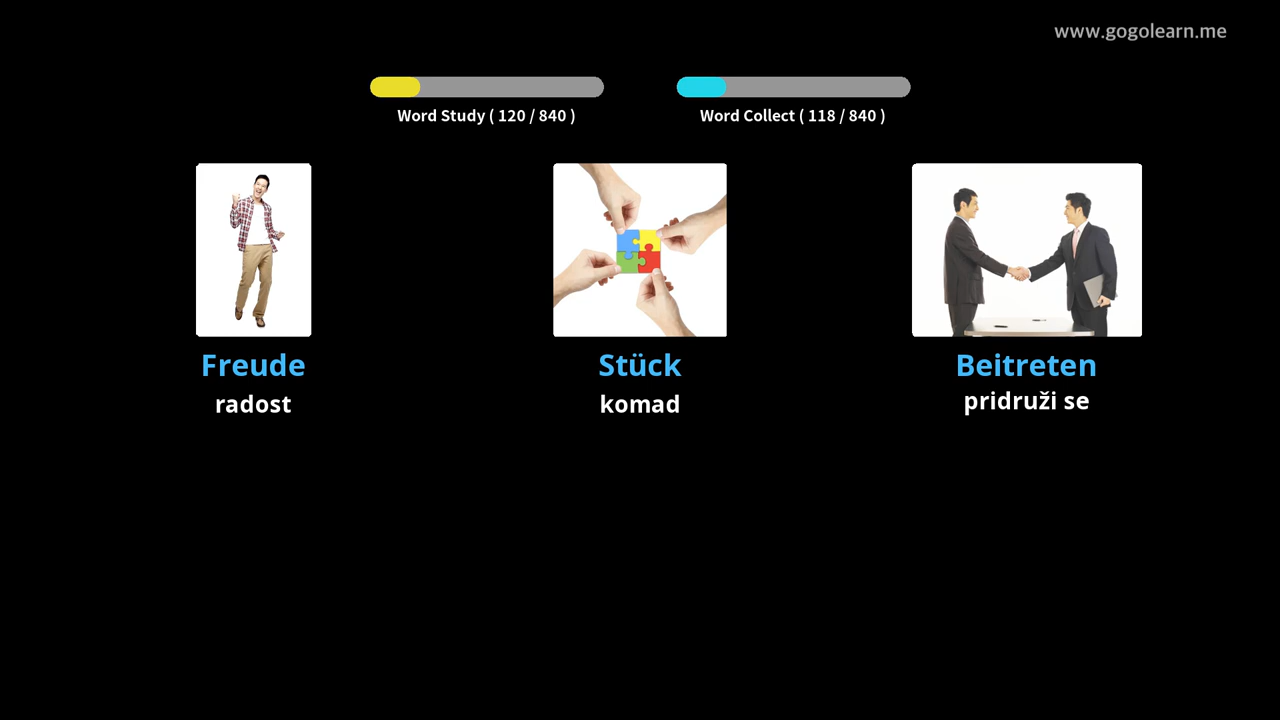 www.gogolearn.me
Word Study ( 120 / 840 )
Word Collect ( 118 / 840 )
Freude
Stück
Beitreten
radost
komad
pridruži se